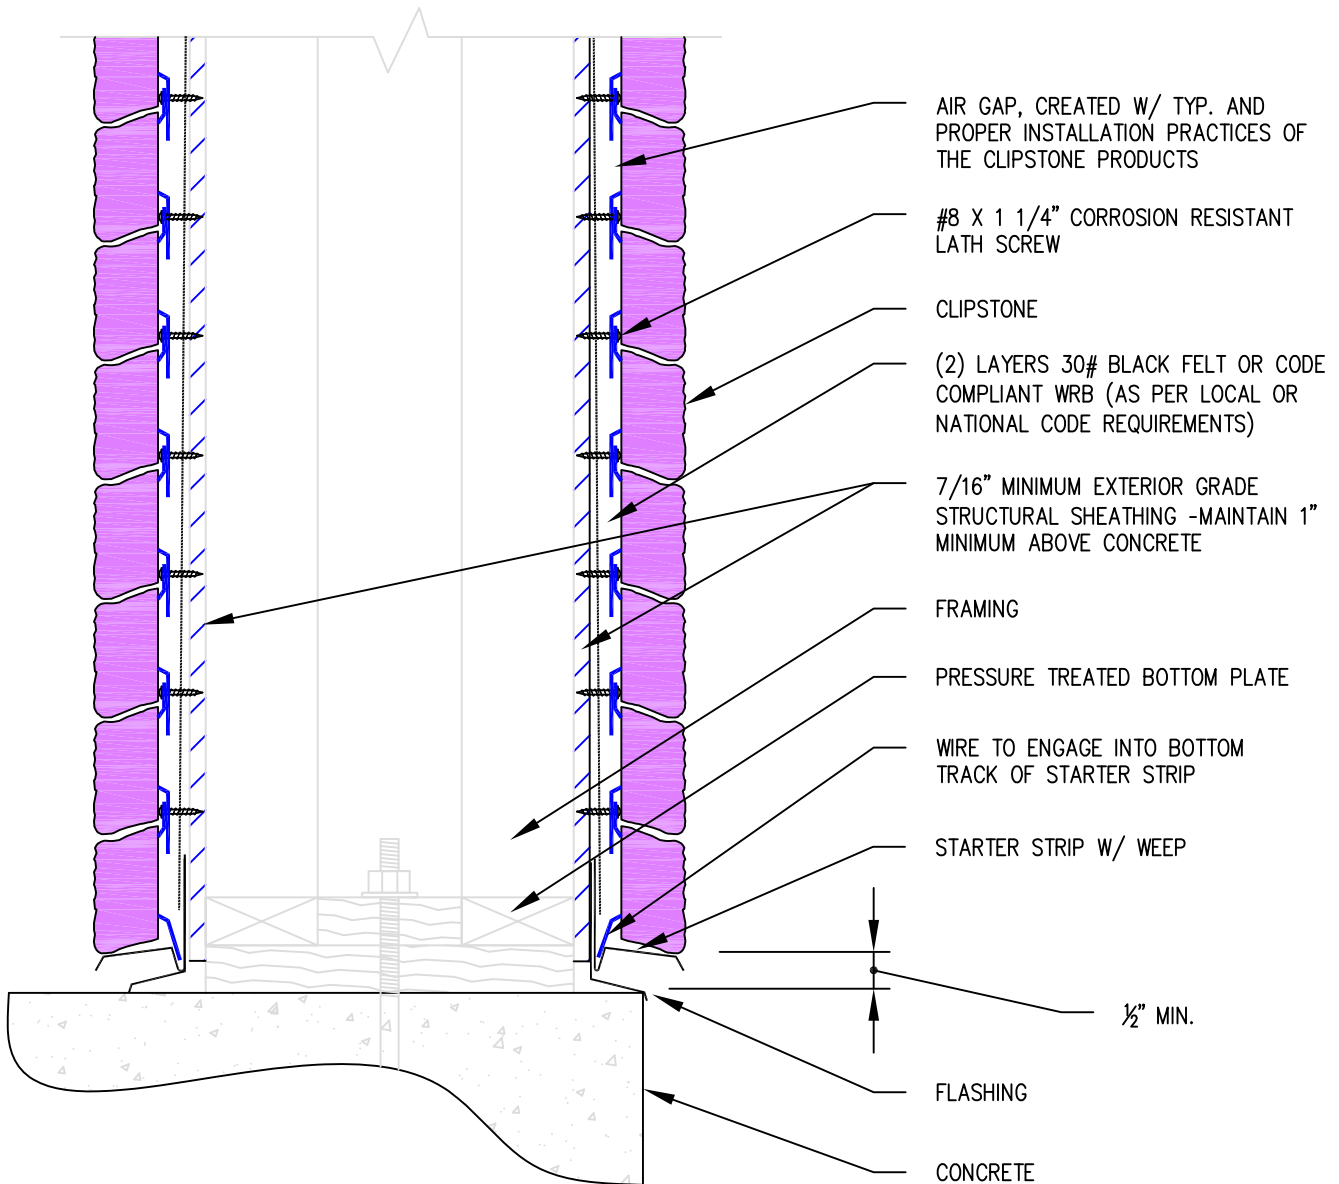 AIR GAP, CREATED W/ TYP. AND
PROPER INSTALLATION PRACTICES OF
THE CLIPSTONE PRODUCTS
#8 X 1 1/4" CORROSION RESISTANT
LATH SCREW
CLIPSTONE
(2) LAYERS 30# BLACK FELT OR CODE
COMPLIANT WRB (AS PER LOCAL OR
NATIONAL CODE REQUIREMENTS)
7/16" MINIMUM EXTERIOR GRADE
STRUCTURAL SHEATHING -MAINTAIN 1"
MINIMUM ABOVE CONCRETE
FRAMING
PRESSURE TREATED BOTTOM PLATE
WIRE TO ENGAGE INTO BOTTOM
TRACK OF STARTER STRIP
STARTER STRIP W/ WEEP
½" MIN.
FLASHING
CONCRETE